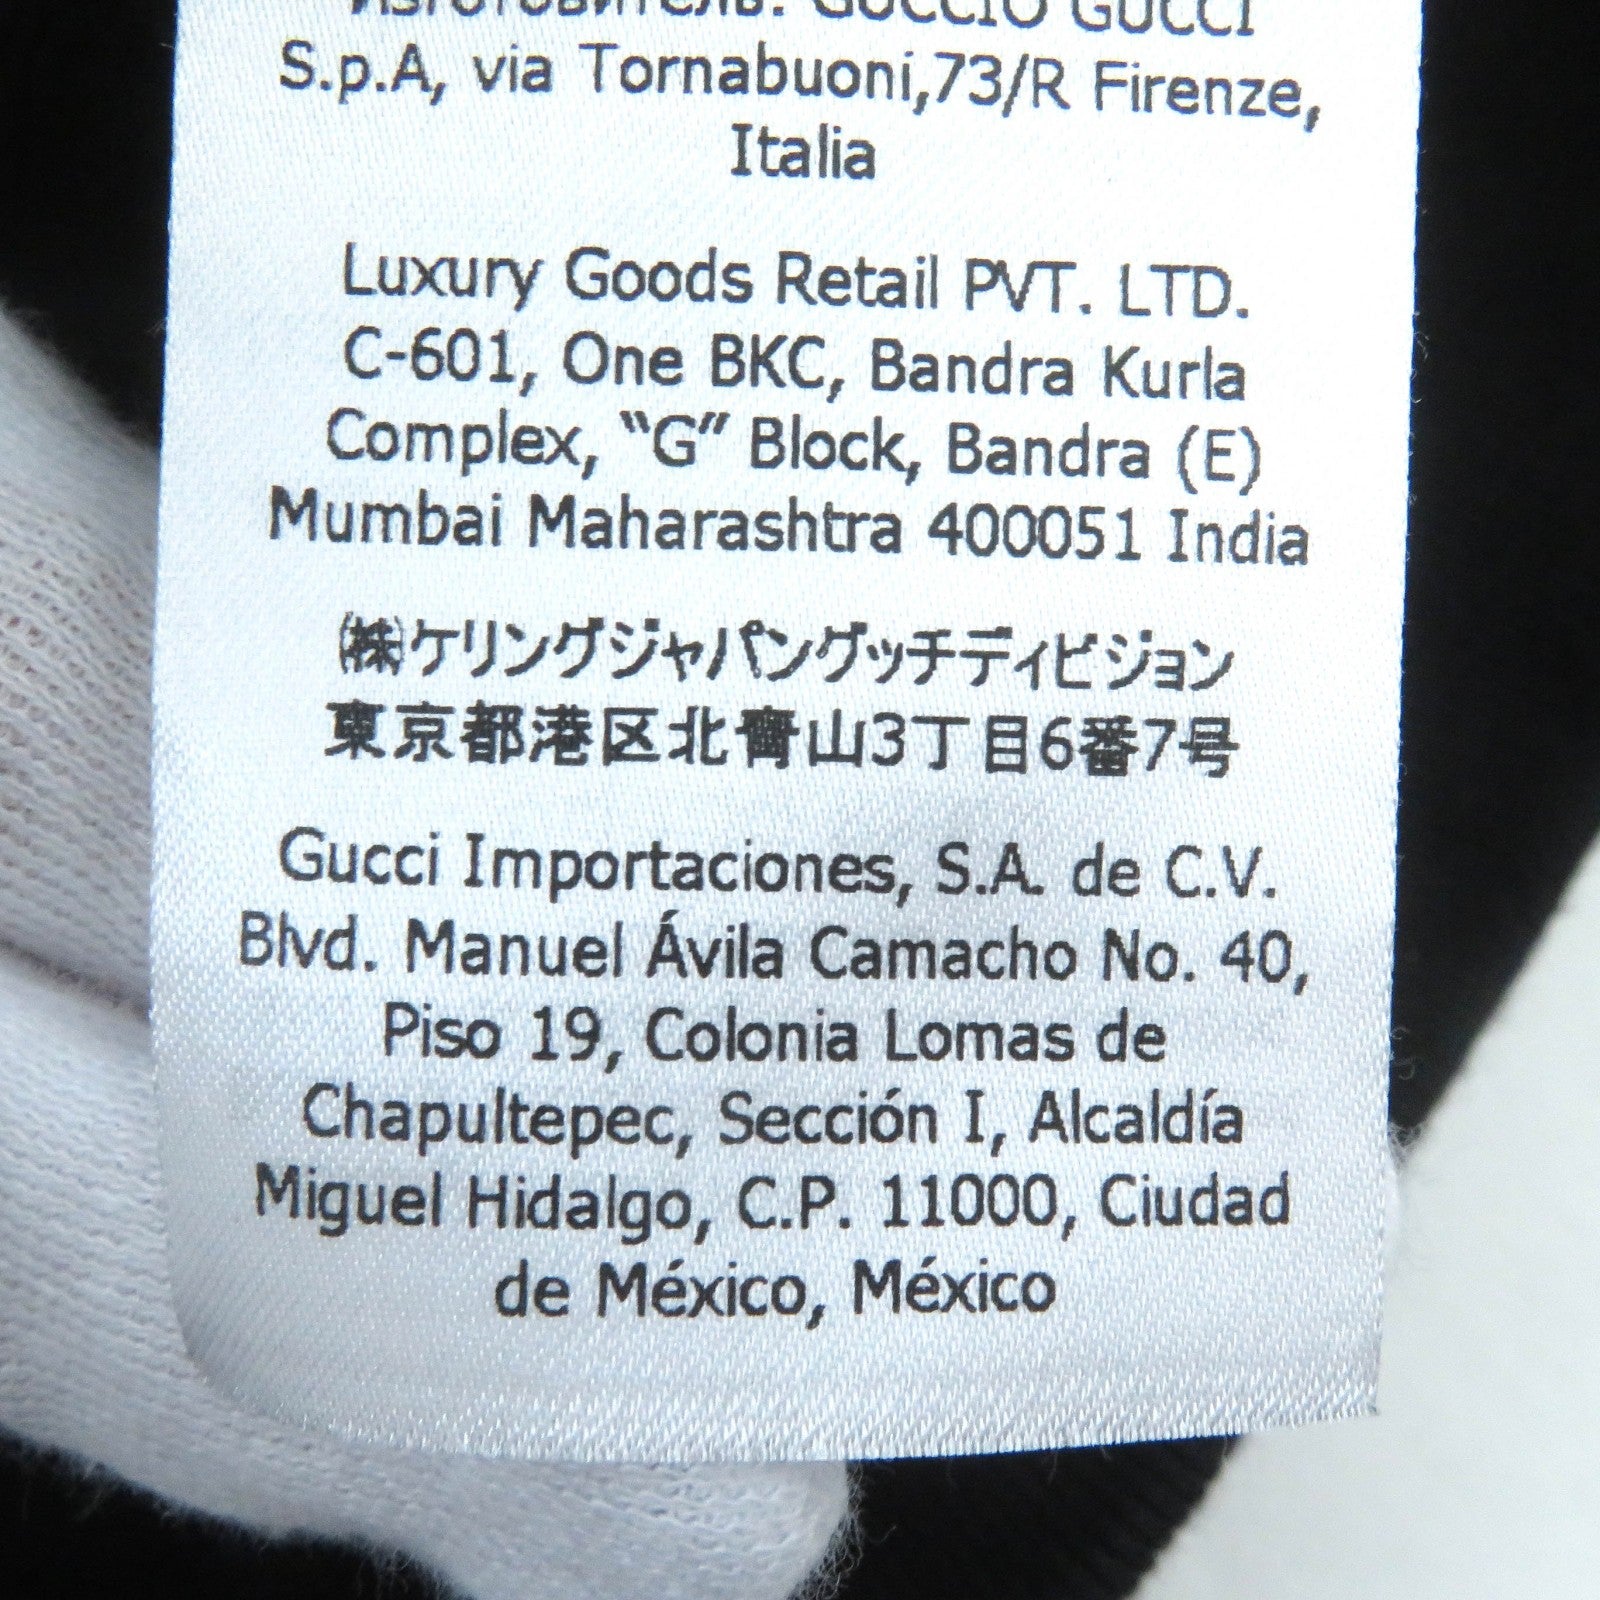 Изготовитель: GUCCIO GUCCI
S.p.A, via Tornabuoni,73/R Firenze,
Italia
Luxury Goods Retail PVT. LTD.
C-601, One BKC, Bandra Kurla
Complex, “G” Block, Bandra (E)
Mumbai Maharashtra 400051 India
㈱ケリングジャパングッチディビジョン
東京都港区北青山3丁目6番7号
Gucci Importaciones, S.A. de C.V.
Blvd. Manuel Ávila Camacho No. 40,
Piso 19, Colonia Lomas de
Chapultepec, Sección I, Alcaldía
Miguel Hidalgo, C.P. 11000, Ciudad
de México, México